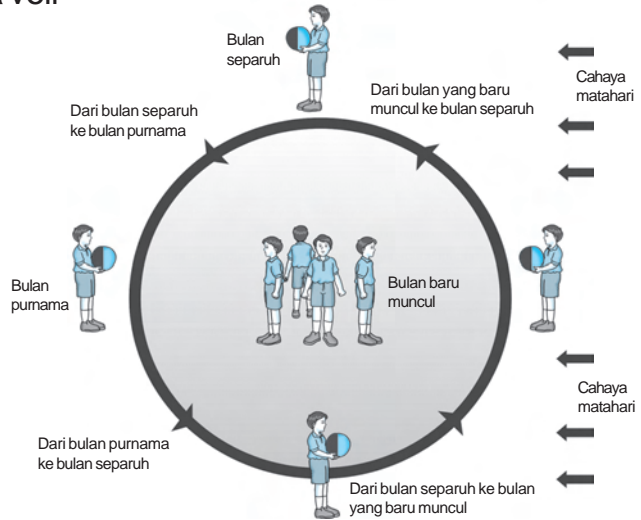 Bulan
separuh
Cahaya
matahari
Dari bulan yang baru
muncul ke bulan separuh
Dari bulan separuh
ke bulan purnama
Bulan
purnama
Bulan baru
muncul
Cahaya
matahari
Dari bulan purnama
ke bulan separuh
Dari bulan separuh ke bulan
yang baru muncul